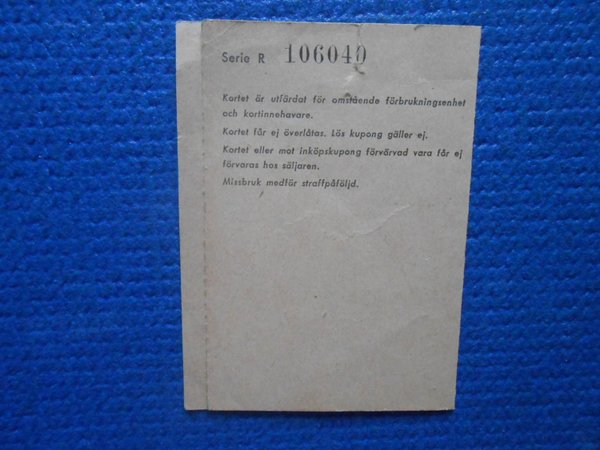 Serie R 106040
Kortet är utfärdat för omstående förbrukningsenhet
och kortinnehavare.
Kortet får ej överlåtas. Lös kupong gäller ej.
Kortet eller mot inköpskupong förvärvad vara får ej
förvaras hos säljaren.
Missbruk medför straffpåföljd.